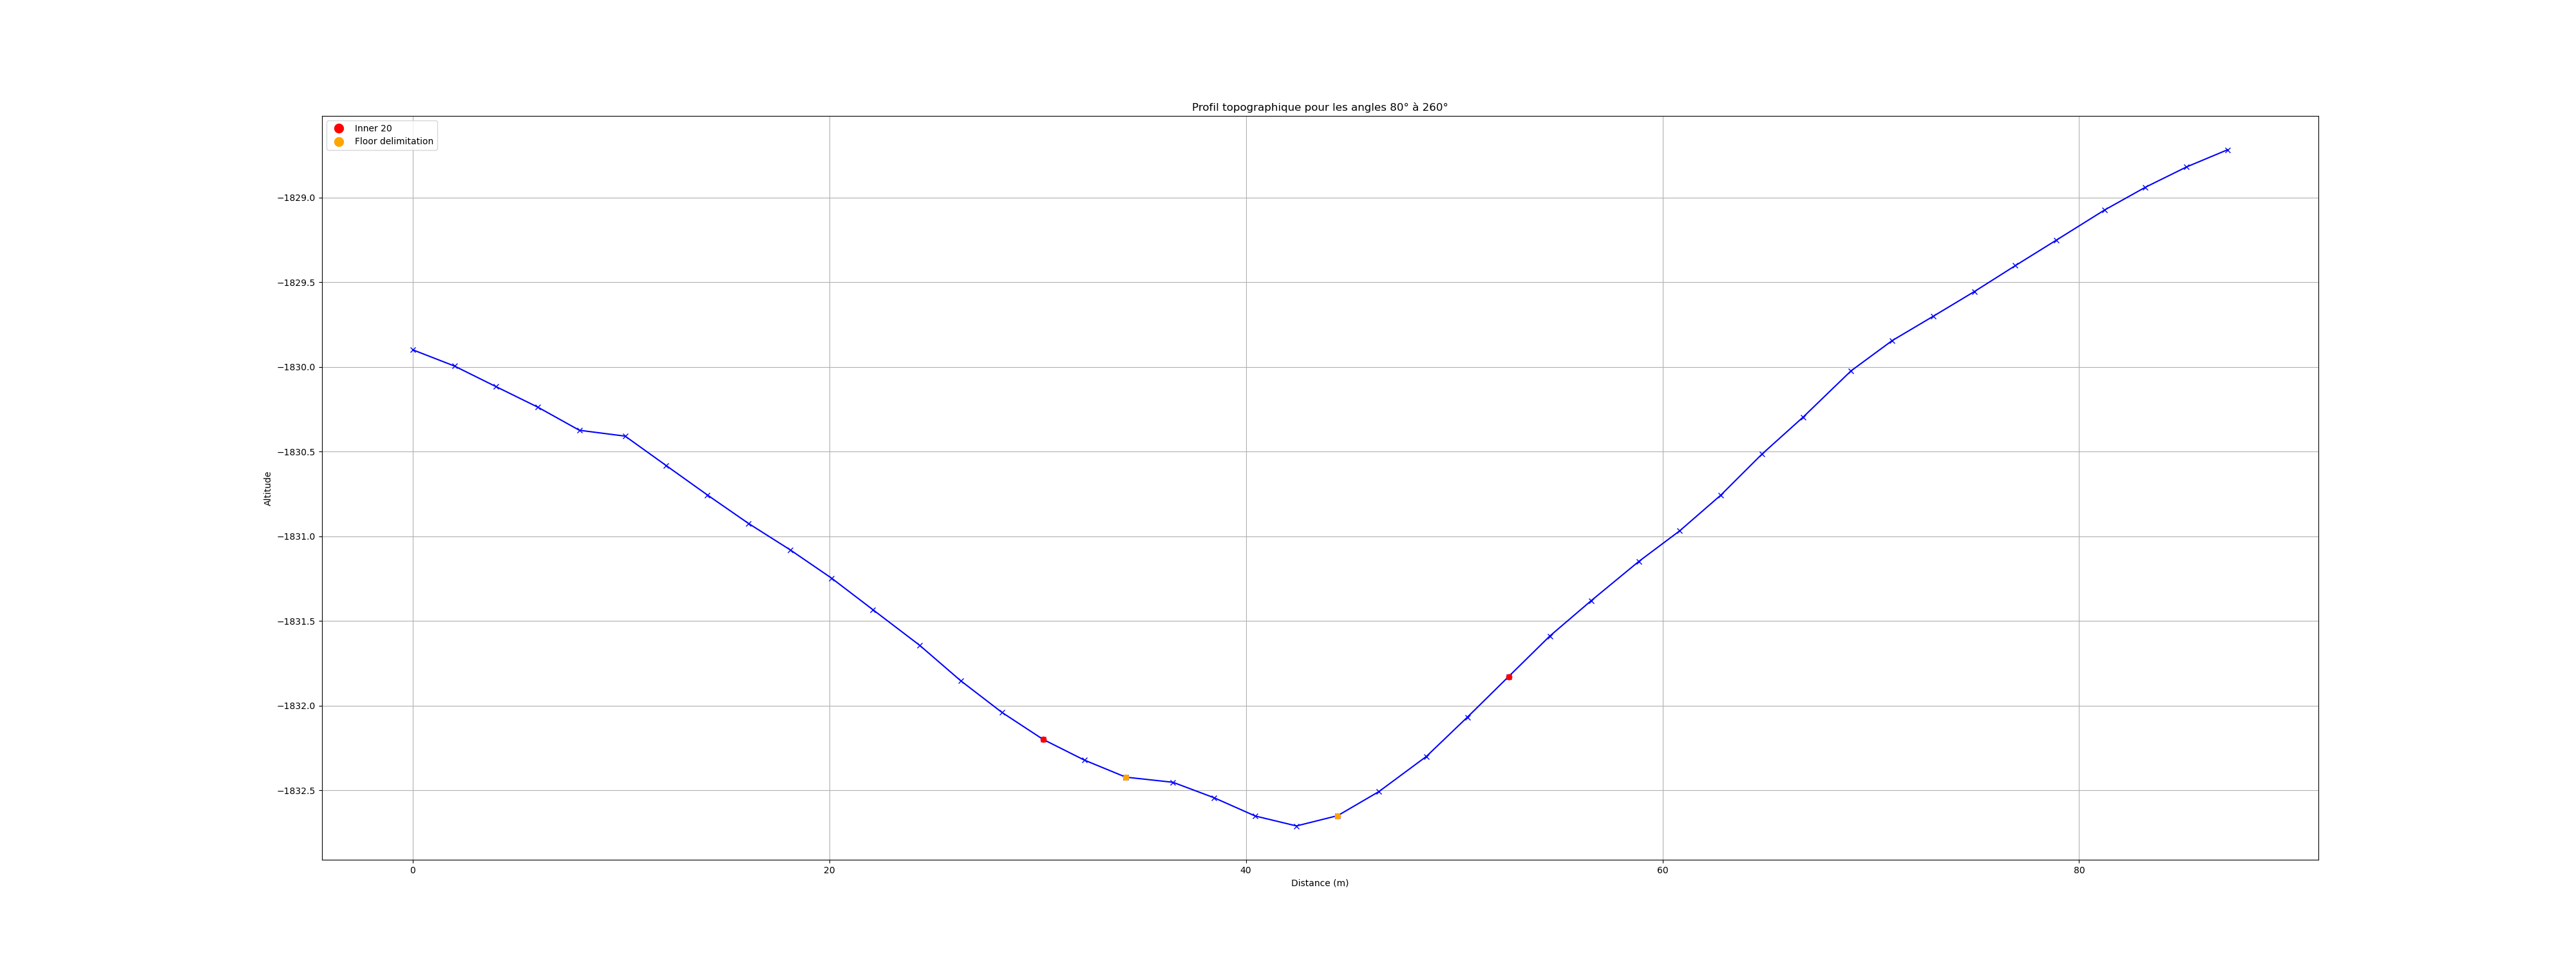 Profil topographique pour les angles 80° à 260°
Inner 20
Floor delimitation
−1829.0
−1829.5
−1830.0
−1830.5
−1831.0
−1831.5
−1832.0
−1832.5
Altitude
0
20
40
60
80
Distance (m)